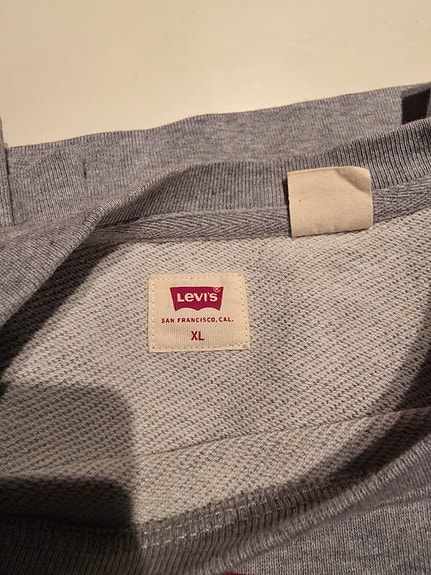 LEVI'S®
SAN FRANCISCO, CAL.
XL